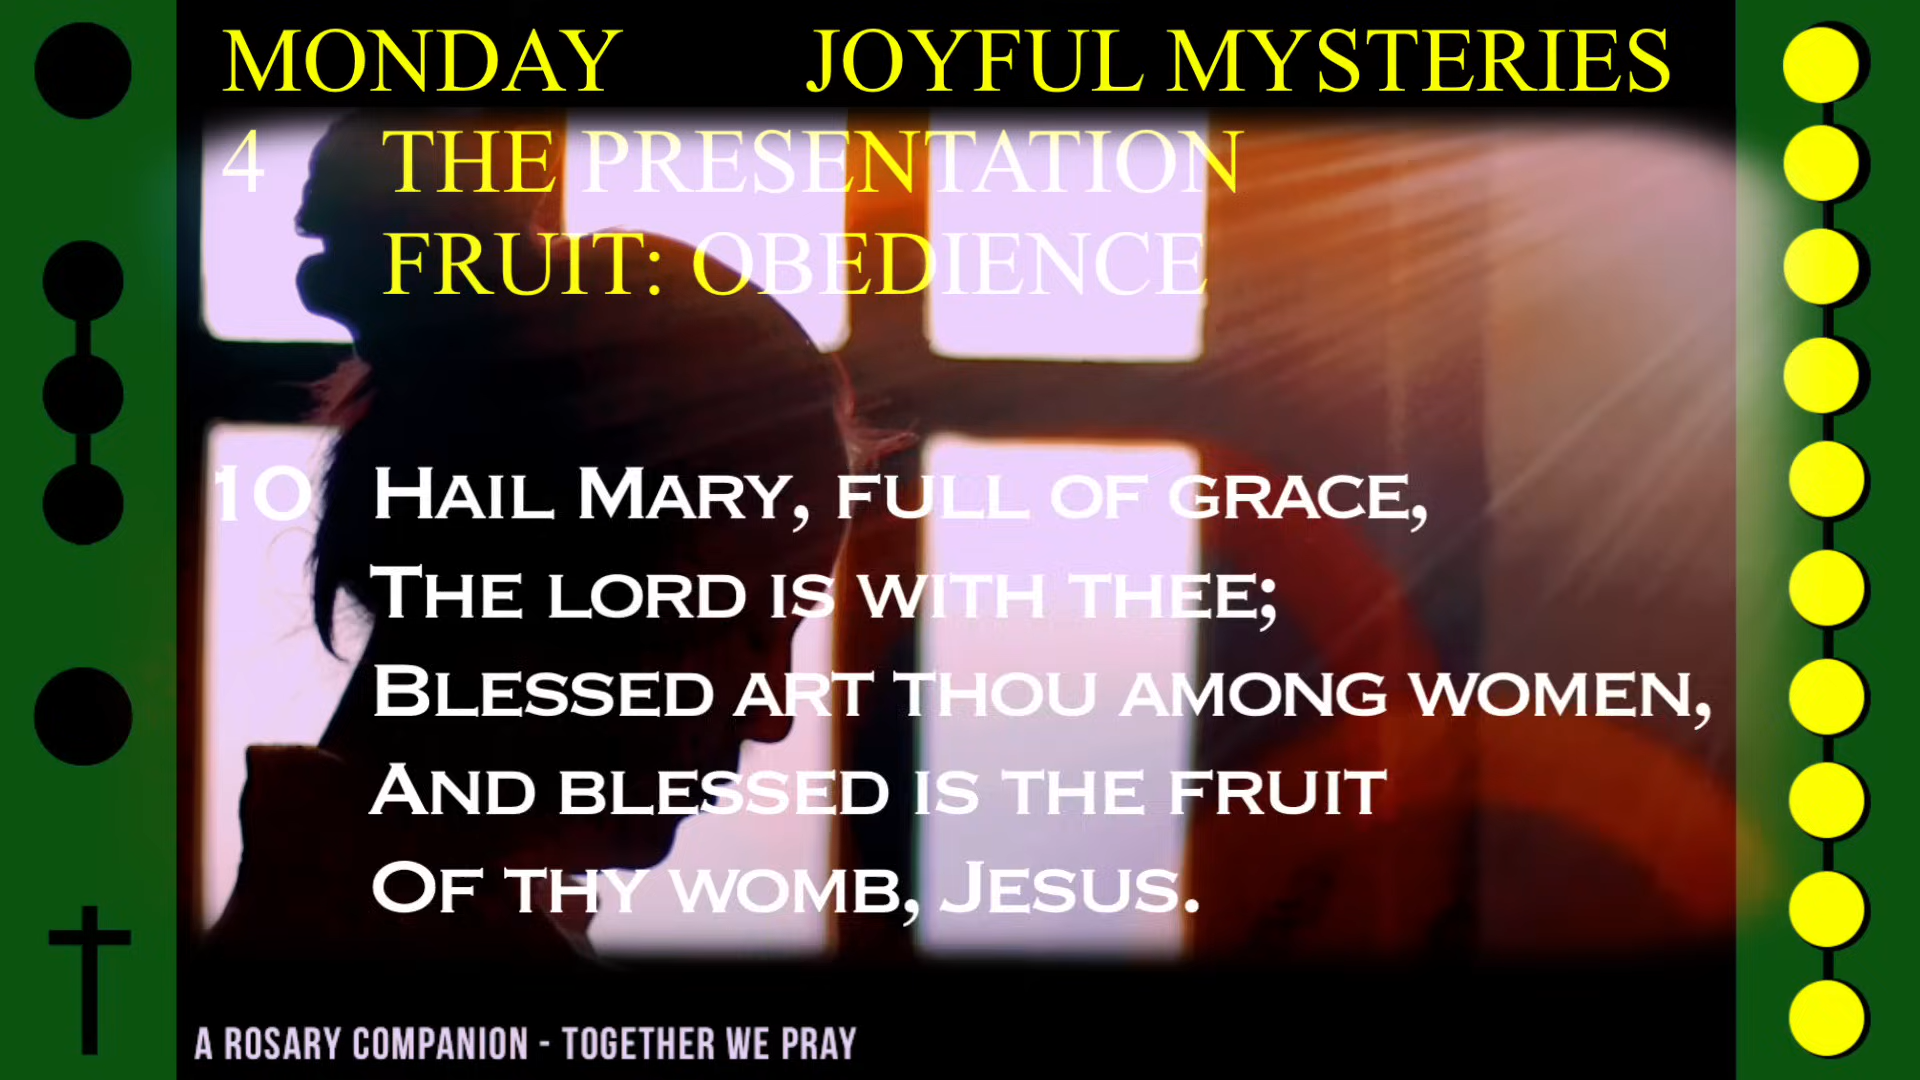 MONDAY JOYFUL MYSTERIES
4 THE PRESENTATION
FRUIT: OBEDIENCE
10 Hail Mary, full of grace,
The lord is with thee;
Blessed art thou among women,
And blessed is the fruit
Of thy womb, Jesus.
A ROSARY COMPANION - TOGETHER WE PRAY